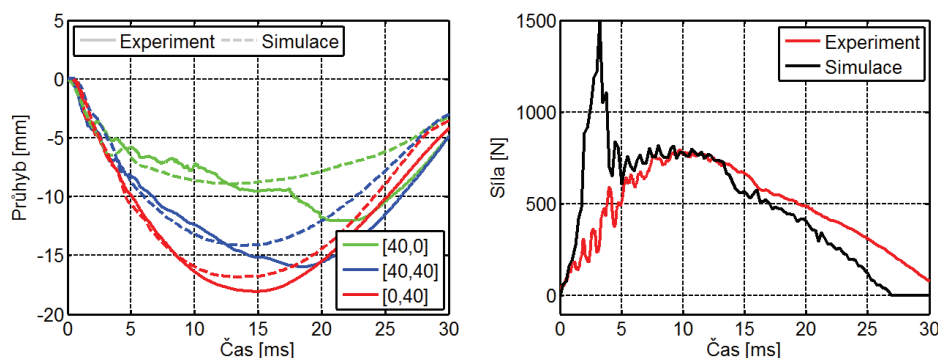 5
0
-5
-10
-15
-20
0 5 10 15 20 25 30
Průhyb [mm]
Čas [ms]
Experiment Simulace
[40,0]
[40,40]
[0,40]
1500
1000
500
0
0 5 10 15 20 25 30
Síla [N]
Čas [ms]
Experiment
Simulace